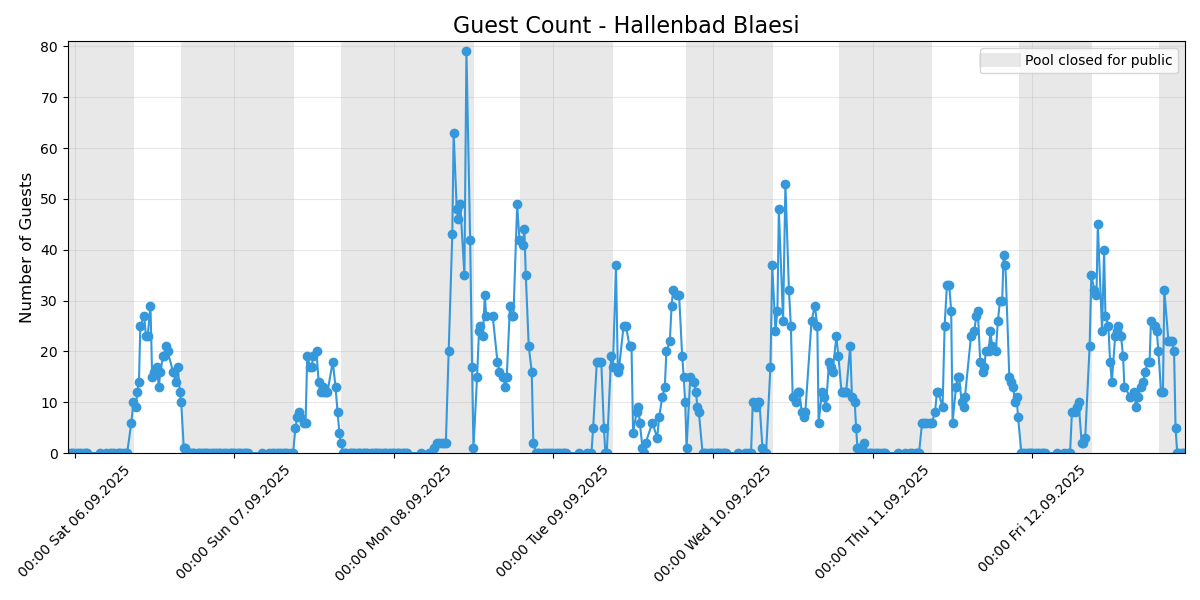 Guest Count - Hallenbad Blaesi
Pool closed for public
Number of Guests
80
70
60
50
40
30
20
10
0
00:00 Sat 06.09.2025
00:00 Sun 07.09.2025
00:00 Mon 08.09.2025
00:00 Tue 09.09.2025
00:00 Wed 10.09.2025
00:00 Thu 11.09.2025
00:00 Fri 12.09.2025